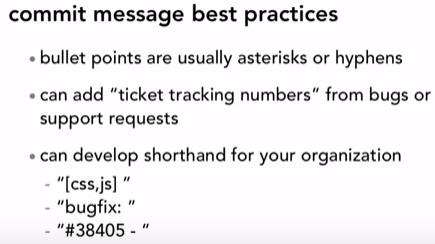 commit message best practices
• bullet points are usually asterisks or hyphens
• can add “ticket tracking numbers” from bugs or
support requests
• can develop shorthand for your organization
- “[css,js] ”
- “bugfix: ”
- “#38405 - ”